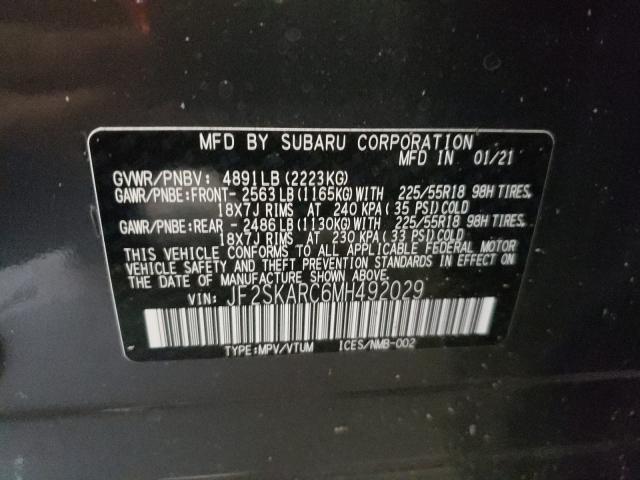 MFD BY SUBARU CORPORATION
MFD IN 01/21
GVWR/PNBV: 4891LB (2223KG)
GAWR/PNBE:FRONT- 2563 LB (1165KG) WITH 225/55R18 98H TIRES,
18X7J RIMS AT 240 KPA (35 PSI) COLD
GAWR/PNBE:REAR - 2486 LB (1130KG) WITH 225/55R18 98H TIRES,
18X7J RIMS AT 230 KPA (33 PSI) COLD
THIS VEHICLE CONFORMS TO ALL APPLICABLE FEDERAL MOTOR
VEHICLE SAFETY AND THEFT PREVENTION STANDARDS IN EFFECT ON
THE DATE OF MANUFACTURE SHOWN ABOVE.
VIN: JF2SKARC6MH492029
TYPE:MPV/VTUM ICES/NMB-002